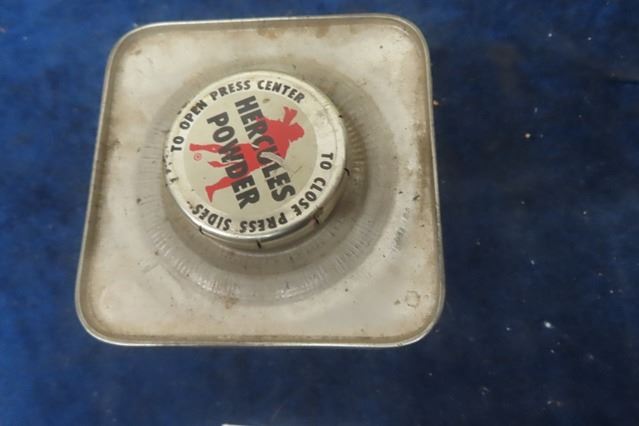 TO OPEN PRESS CENTER
HERCULES
POWDER
®
TO CLOSE PRESS SIDES